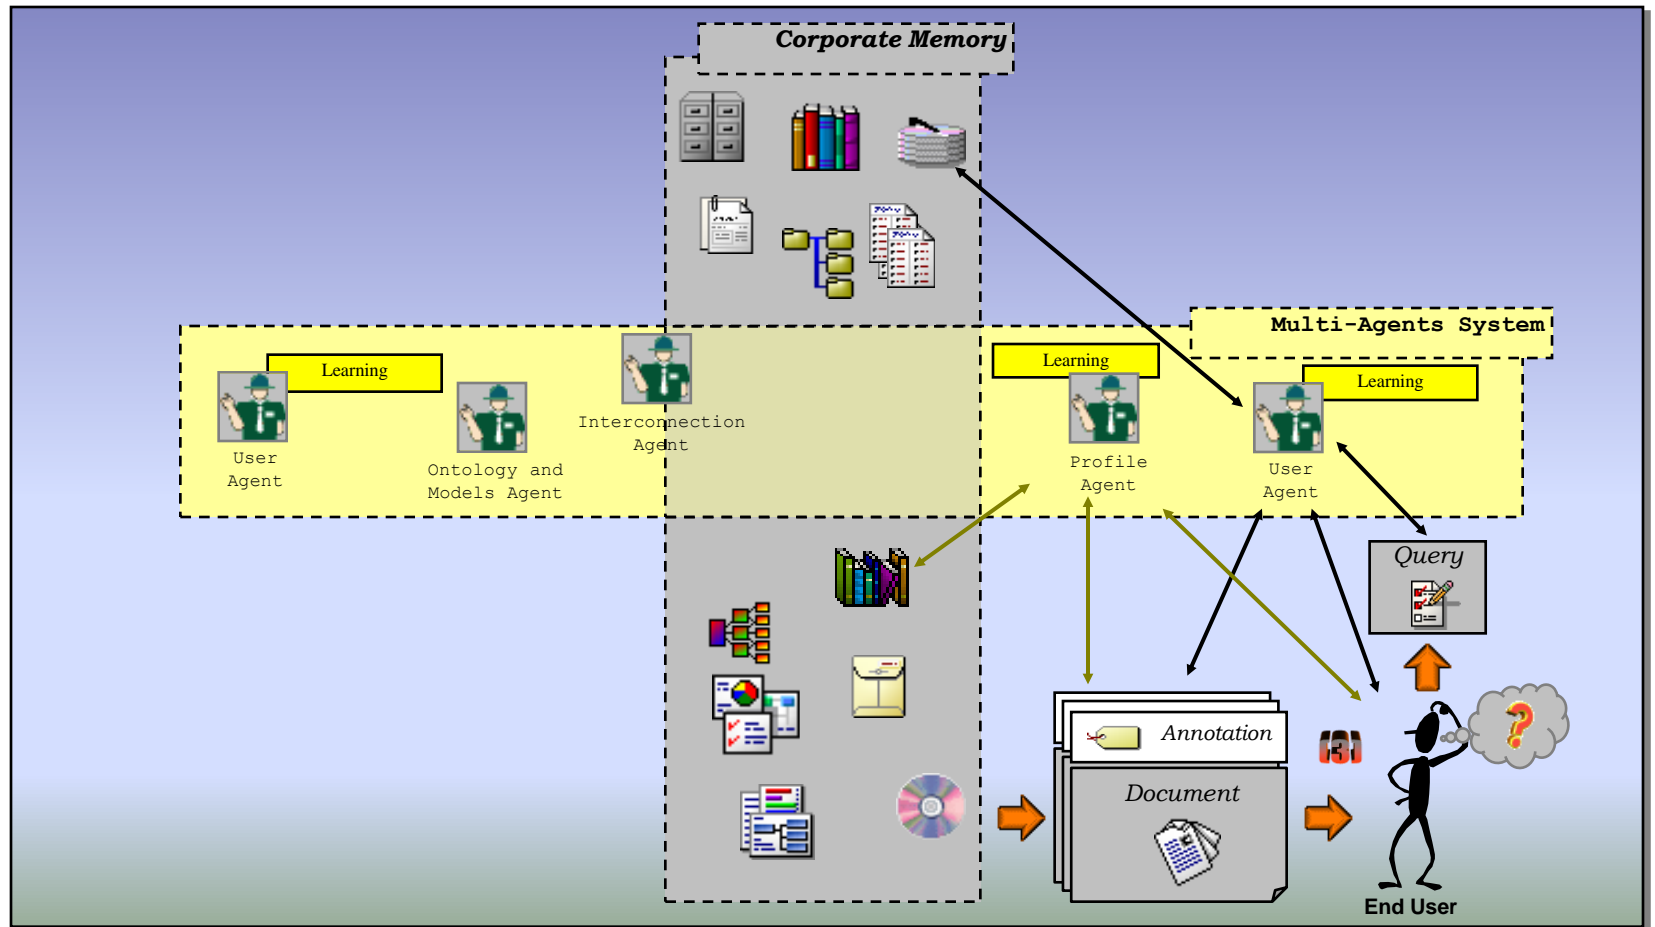 Corporate Memory
Multi-Agents System
Learning
Learning
Learning
User
Agent
Ontology and
Models Agent
Interconnection
Agent
Profile
Agent
User
Agent
Query
Annotation
Document
?
End User